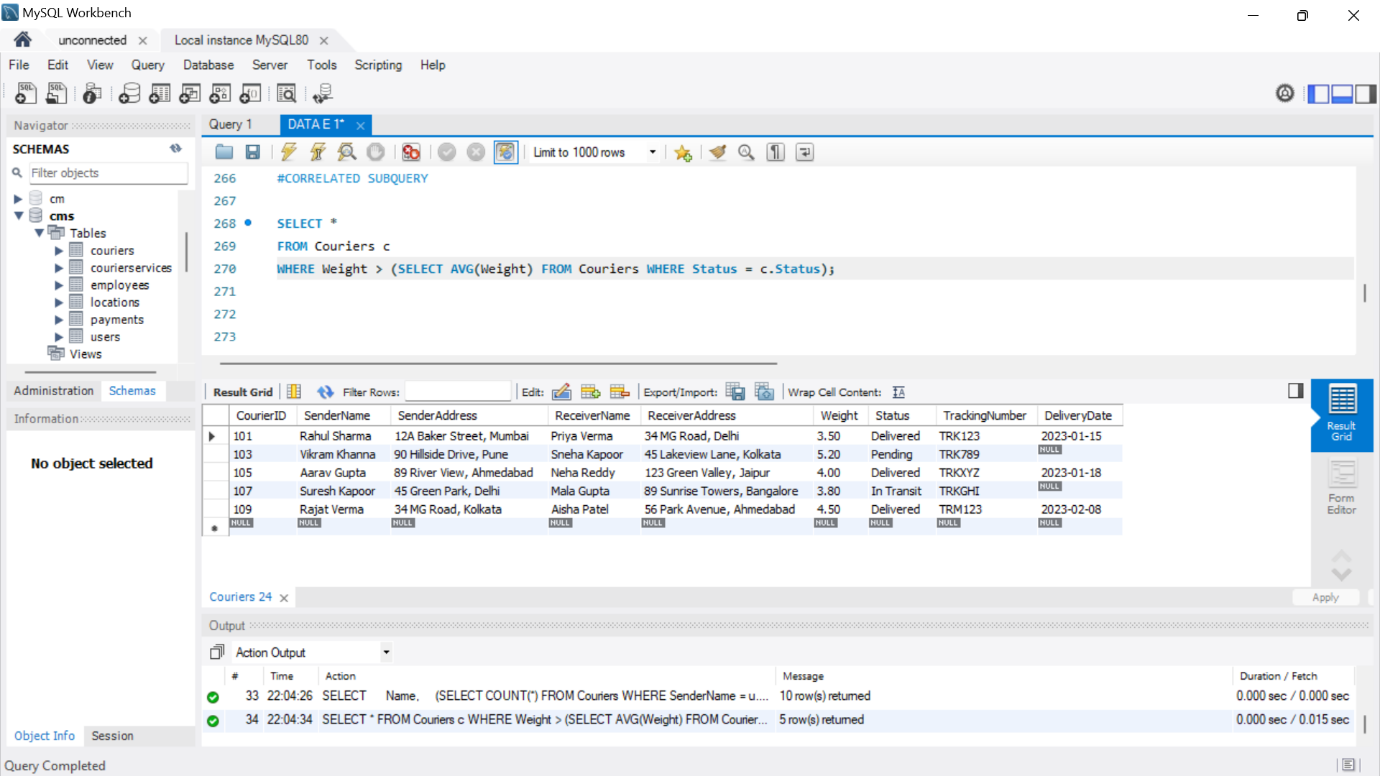 MySQL Workbench
unconnected
Local instance MySQL80
File Edit View Query Database Server Tools Scripting Help
Navigator
SCHEMAS
Filter objects
cm
cms
Tables
couriers
courierservices
employees
locations
payments
users
Views
Administration Schemas
Information
No object selected
Object Info Session
Query 1
DATA E 1*
Limit to 1000 rows
266 #CORRELATED SUBQUERY
267
268 SELECT *
269 FROM Couriers c
270 WHERE Weight > (SELECT AVG(Weight) FROM Couriers WHERE Status = c.Status);
271
272
273
Result Grid Filter Rows: Edit: Export/Import: Wrap Cell Content:
CourierID SenderName SenderAddress ReceiverName ReceiverAddress Weight Status TrackingNumber DeliveryDate
101 Rahul Sharma 12A Baker Street, Mumbai Priya Verma 34 MG Road, Delhi 3.50 Delivered TRK123 2023-01-15
103 Vikram Khanna 90 Hillside Drive, Pune Sneha Kapoor 45 Lakeview Lane, Kolkata 5.20 Pending TRK789 NULL
105 Aarav Gupta 89 River View, Ahmedabad Neha Reddy 123 Green Valley, Jaipur 4.00 Delivered TRKXYZ 2023-01-18
107 Suresh Kapoor 45 Green Park, Delhi Mala Gupta 89 Sunrise Towers, Bangalore 3.80 In Transit TRKGHI NULL
109 Rajat Verma 34 MG Road, Kolkata Aisha Patel 56 Park Avenue, Ahmedabad 4.50 Delivered TRM123 2023-02-08
NULL NULL NULL NULL NULL NULL NULL NULL NULL
Result
Grid
Form
Editor
Couriers 24
Apply
Output
Action Output
# Time Action Message Duration / Fetch
33 22:04:26 SELECT Name, (SELECT COUNT(*) FROM Couriers WHERE SenderName = u.... 10 row(s) returned 0.000 sec / 0.000 sec
34 22:04:34 SELECT * FROM Couriers c WHERE Weight > (SELECT AVG(Weight) FROM Courier... 5 row(s) returned 0.000 sec / 0.015 sec
Query Completed